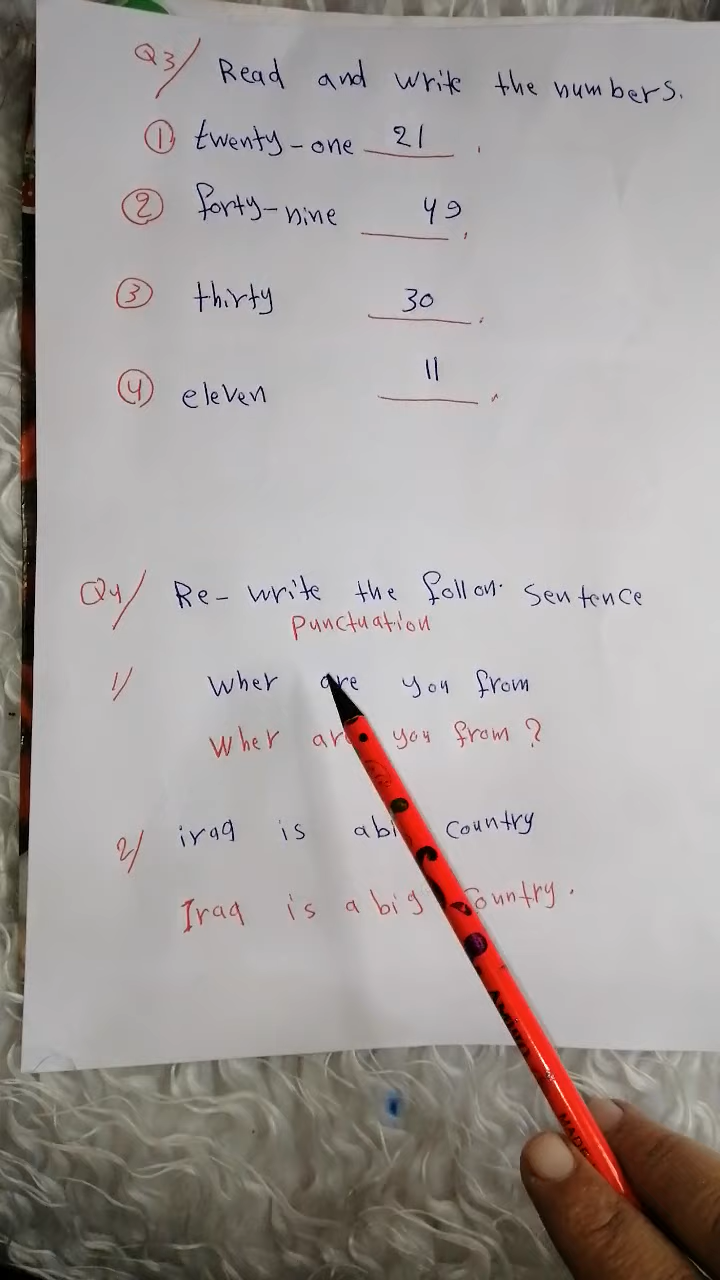 Q3/ Read and write the numbers.
① twenty-one 21 .
② forty-nine 49 .
③ thirty 30 .
④ eleven 11 .
Q4/ Re-write the follon. sentence
Punctuation
1/ Wher are you from
Wher are you from ?
2/ iraq is a big country
Iraq is a big country.
MADE